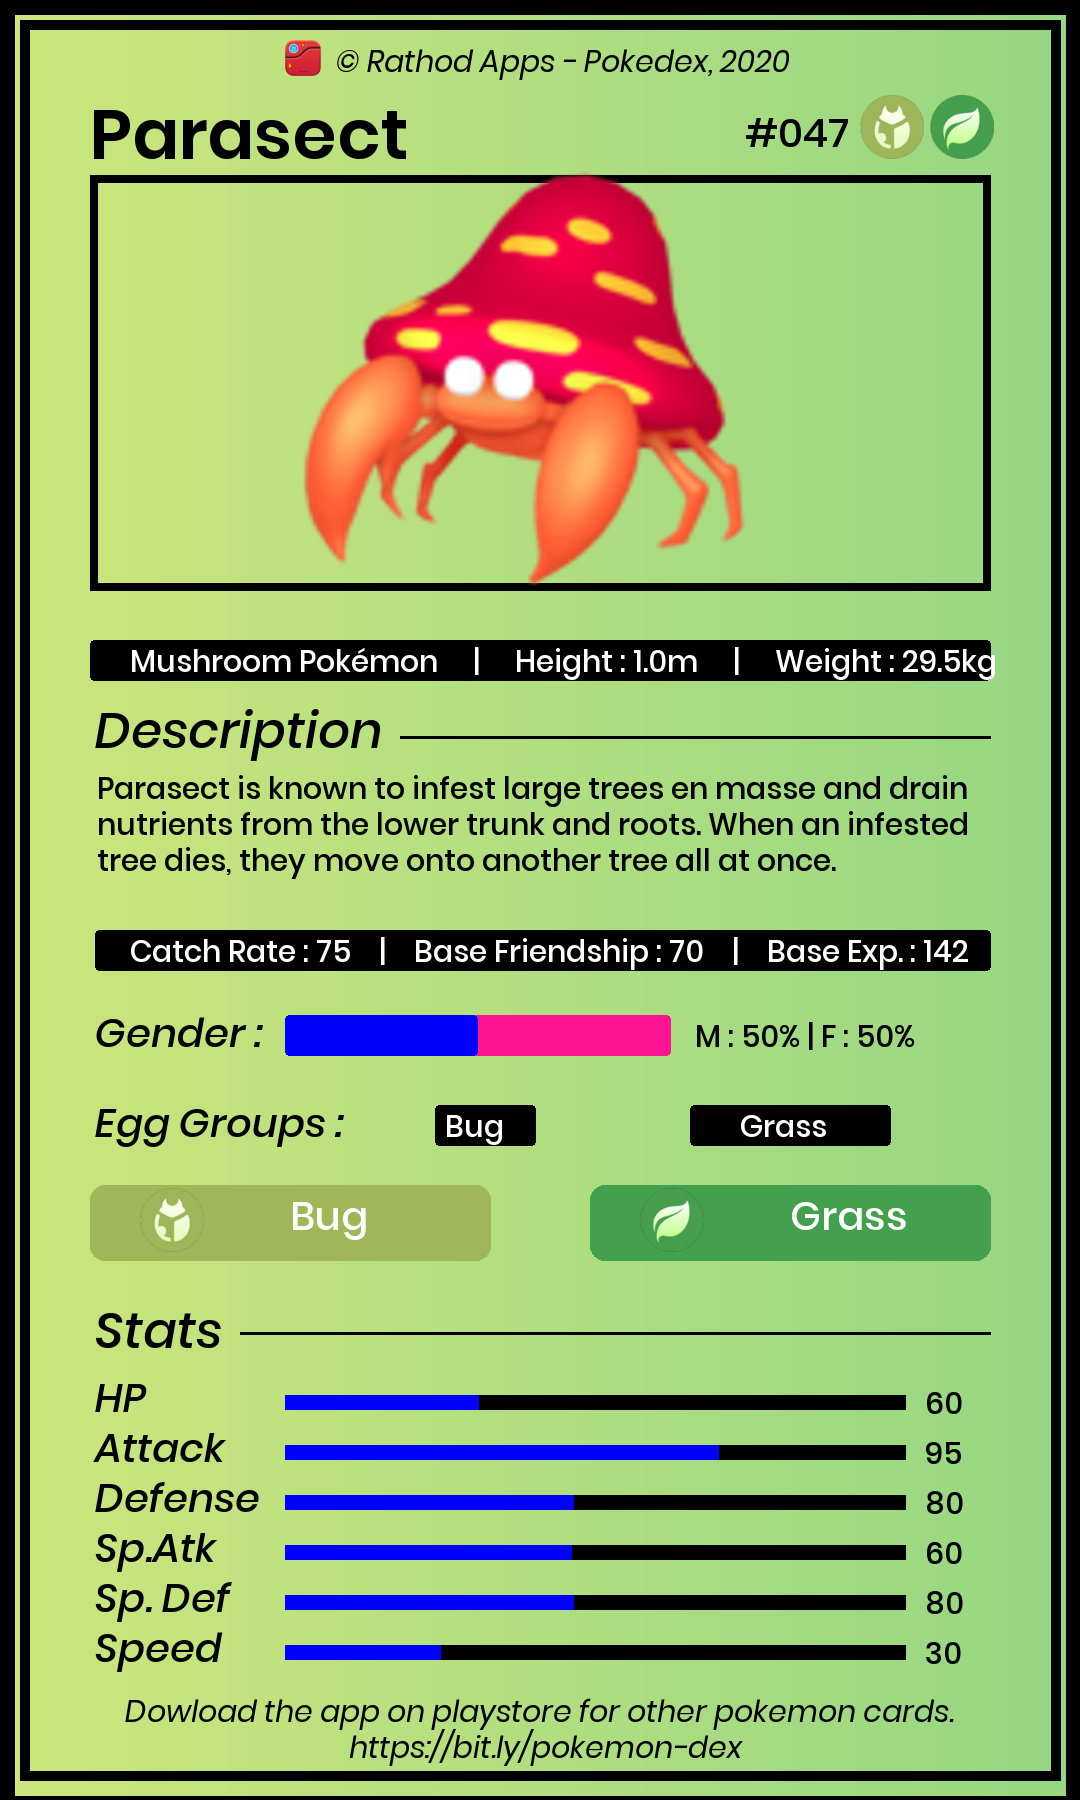 © Rathod Apps - Pokedex, 2020
Parasect #047
Mushroom Pokémon | Height : 1.0m | Weight : 29.5kg
Description
Parasect is known to infest large trees en masse and drain
nutrients from the lower trunk and roots. When an infested
tree dies, they move onto another tree all at once.
Catch Rate : 75 | Base Friendship : 70 | Base Exp. : 142
Gender : M : 50% | F : 50%
Egg Groups : Bug Grass
Bug Grass
Stats
HP 60
Attack 95
Defense 80
Sp.Atk 60
Sp. Def 80
Speed 30
Dowload the app on playstore for other pokemon cards.
https://bit.ly/pokemon-dex